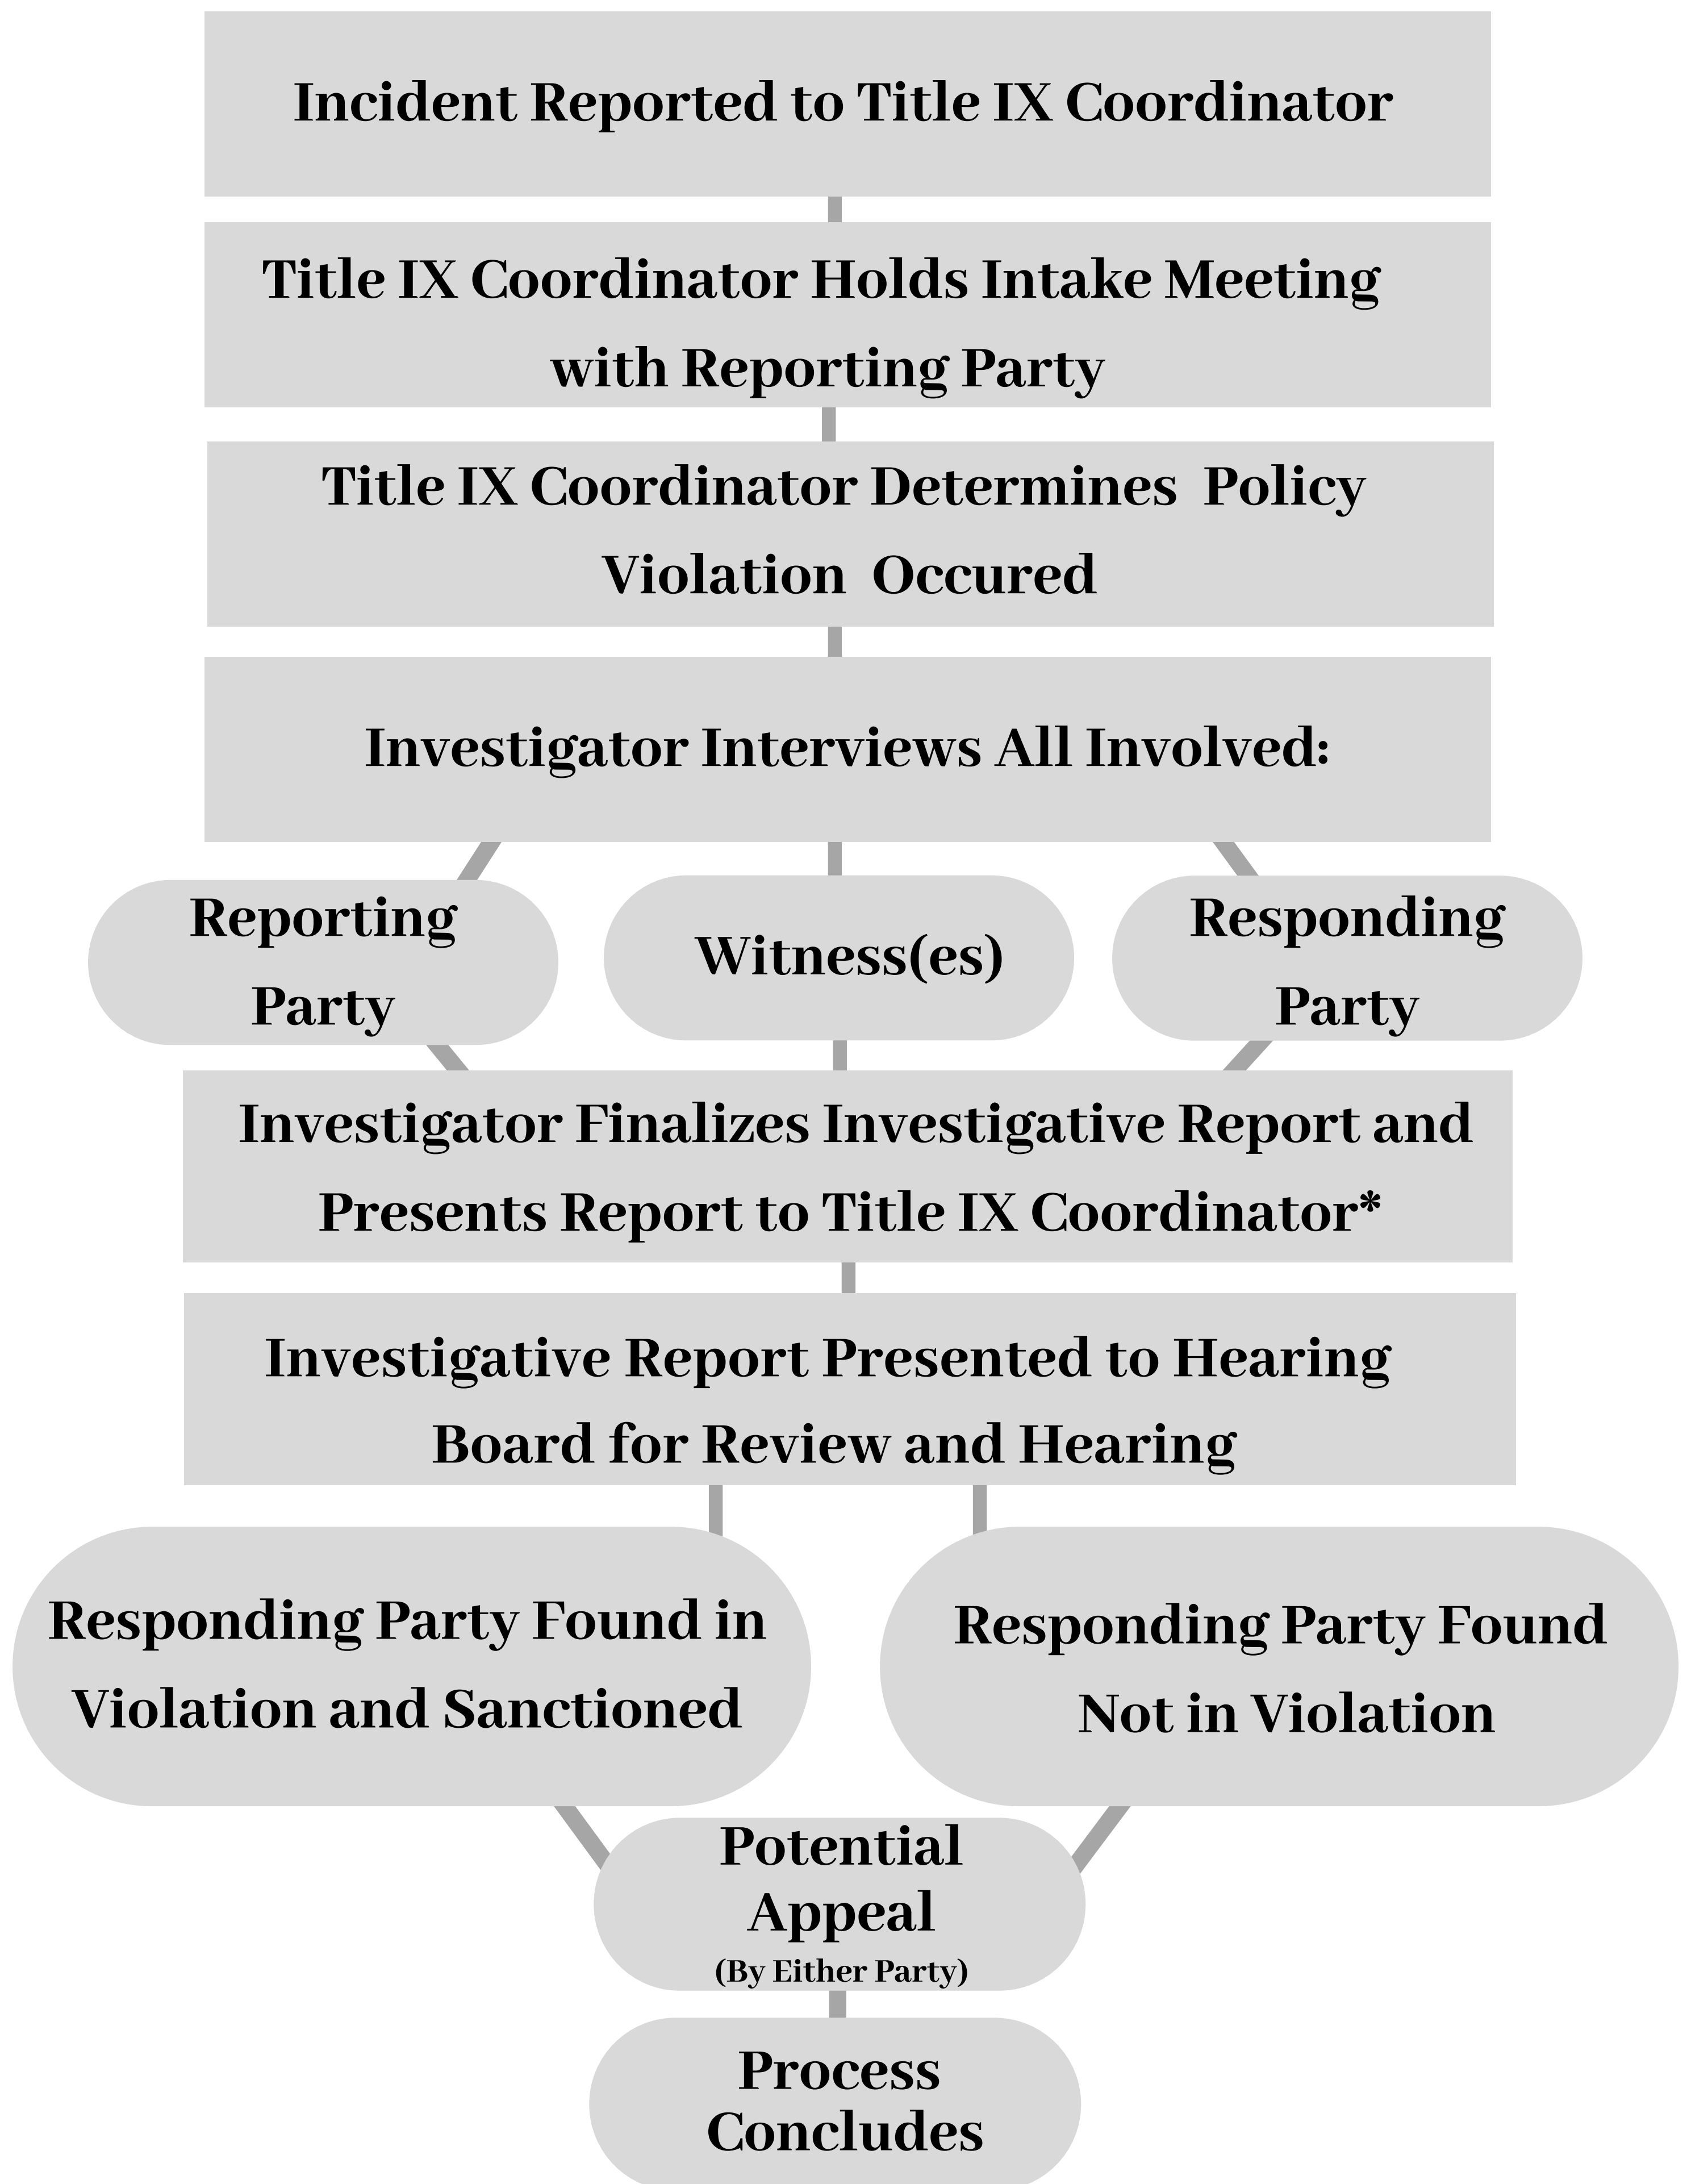 Incident Reported to Title IX Coordinator
Title IX Coordinator Holds Intake Meeting
with Reporting Party
Title IX Coordinator Determines Policy
Violation Occured
Investigator Interviews All Involved:
Reporting
Party
Witness(es)
Responding
Party
Investigator Finalizes Investigative Report and
Presents Report to Title IX Coordinator*
Investigative Report Presented to Hearing
Board for Review and Hearing
Responding Party Found in
Violation and Sanctioned
Responding Party Found
Not in Violation
Potential
Appeal
(By Either Party)
Process
Concludes